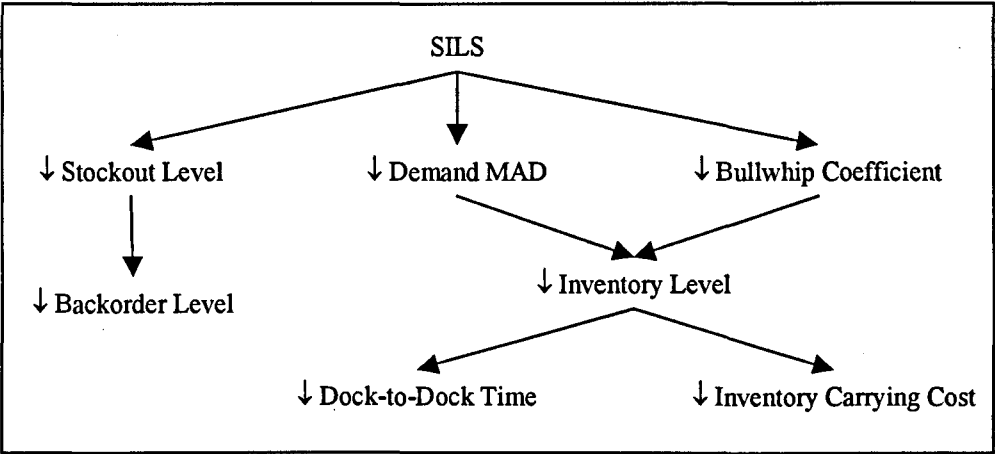 SILS
↓ Stockout Level
↓ Demand MAD
↓ Bullwhip Coefficient
↓ Backorder Level
↓ Inventory Level
↓ Dock-to-Dock Time
↓ Inventory Carrying Cost